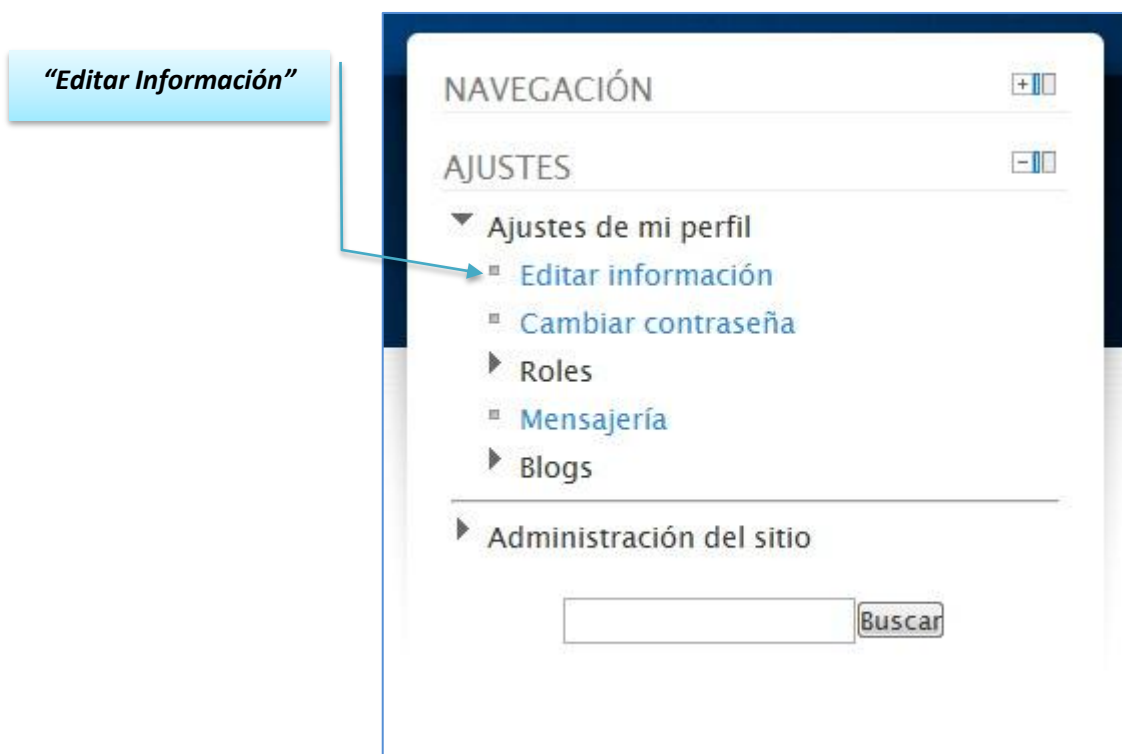 “Editar Información”
NAVEGACIÓN
AJUSTES
Ajustes de mi perfil
Editar información
Cambiar contraseña
Roles
Mensajería
Blogs
Administración del sitio
Buscar